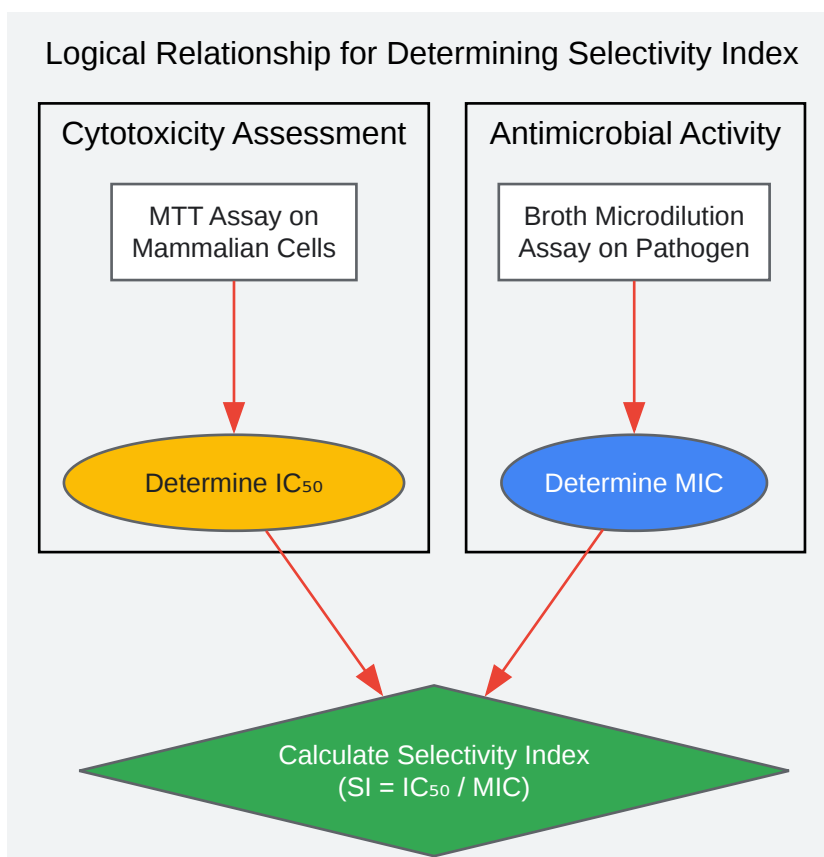 Logical Relationship for Determining Selectivity Index
Cytotoxicity Assessment
MTT Assay on
Mammalian Cells
Determine IC₅₀
Antimicrobial Activity
Broth Microdilution
Assay on Pathogen
Determine MIC
Calculate Selectivity Index
(SI = IC₅₀ / MIC)